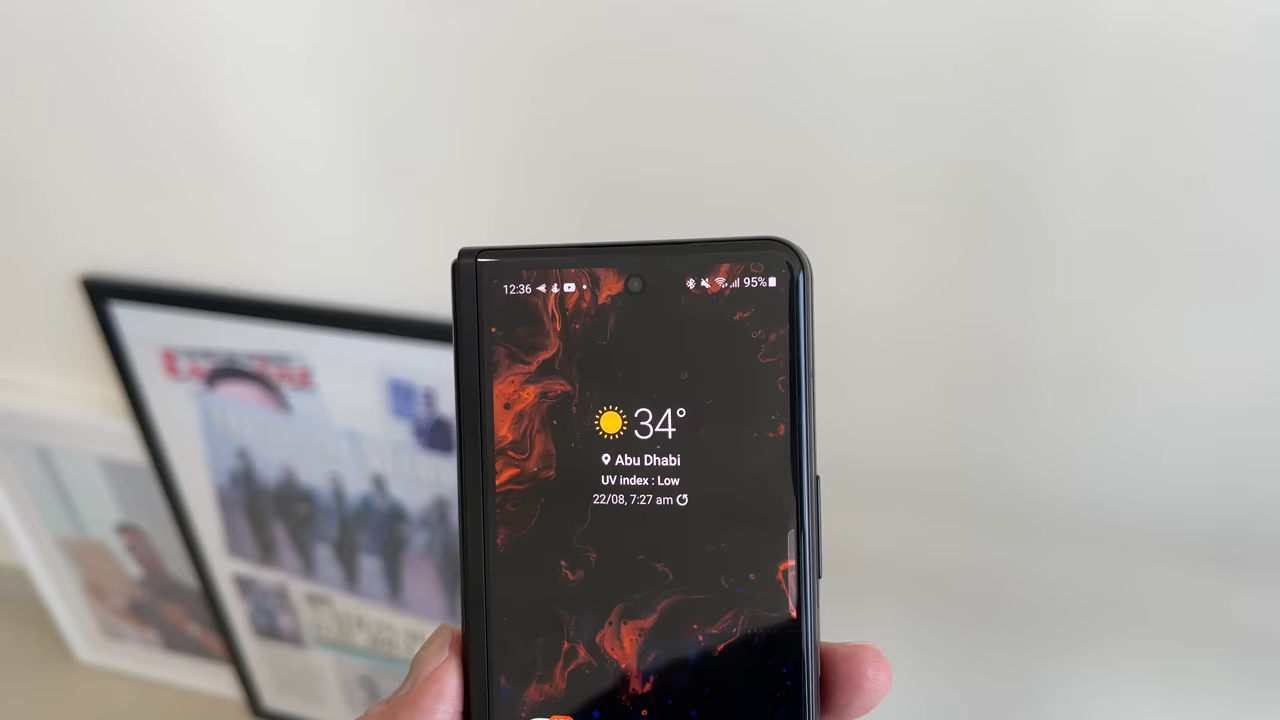 12:36
95%
34°
Abu Dhabi
UV index : Low
22/08, 7:27 am